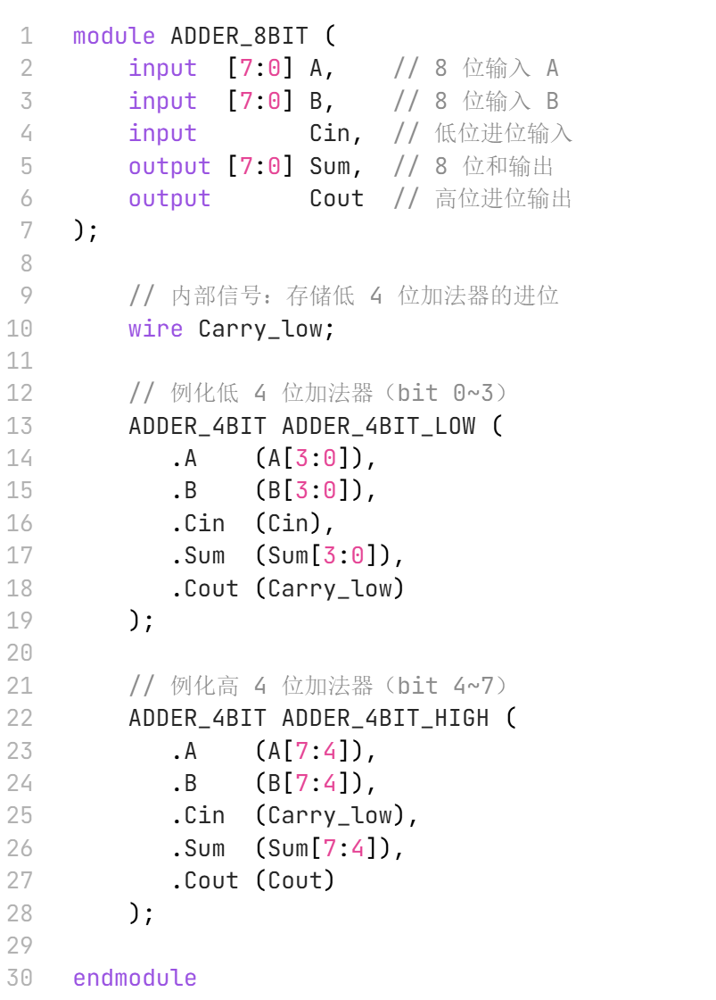 1 module ADDER_8BIT (
2     input  [7:0] A,    // 8 位输入 A
3     input  [7:0] B,    // 8 位输入 B
4     input        Cin,  // 低位进位输入
5     output [7:0] Sum,  // 8 位和输出
6     output       Cout  // 高位进位输出
7 );
8
9     // 内部信号：存储低 4 位加法器的进位
10     wire Carry_low;
11
12     // 例化低 4 位加法器（bit 0~3）
13     ADDER_4BIT ADDER_4BIT_LOW (
14        .A    (A[3:0]),
15        .B    (B[3:0]),
16        .Cin  (Cin),
17        .Sum  (Sum[3:0]),
18        .Cout (Carry_low)
19     );
20
21     // 例化高 4 位加法器（bit 4~7）
22     ADDER_4BIT ADDER_4BIT_HIGH (
23        .A    (A[7:4]),
24        .B    (B[7:4]),
25        .Cin  (Carry_low),
26        .Sum  (Sum[7:4]),
27        .Cout (Cout)
28     );
29
30 endmodule